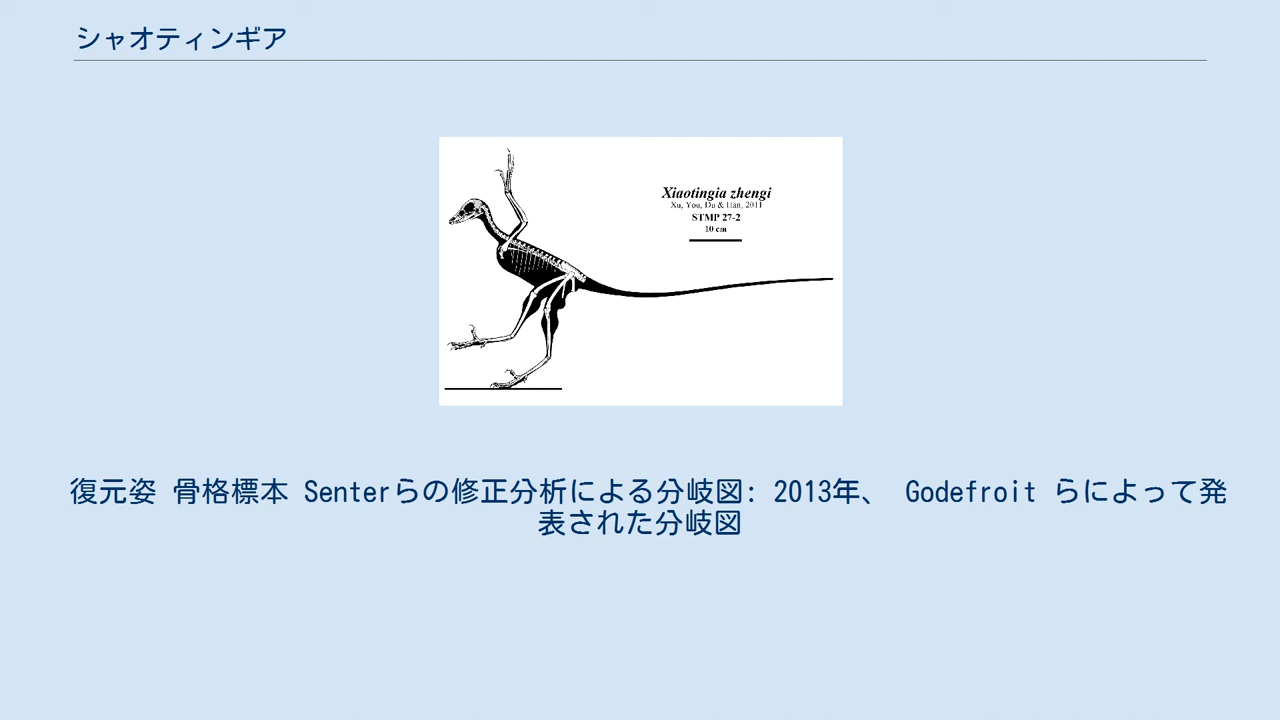 シャオティンギア
Xiaotingia zhengi
Xu, You, Du & Han, 2011
STMP 27-2
10 cm
復元姿 骨格標本 Senterらの修正分析による分岐図: 2013年、 Godefroit らによって発
表された分岐図